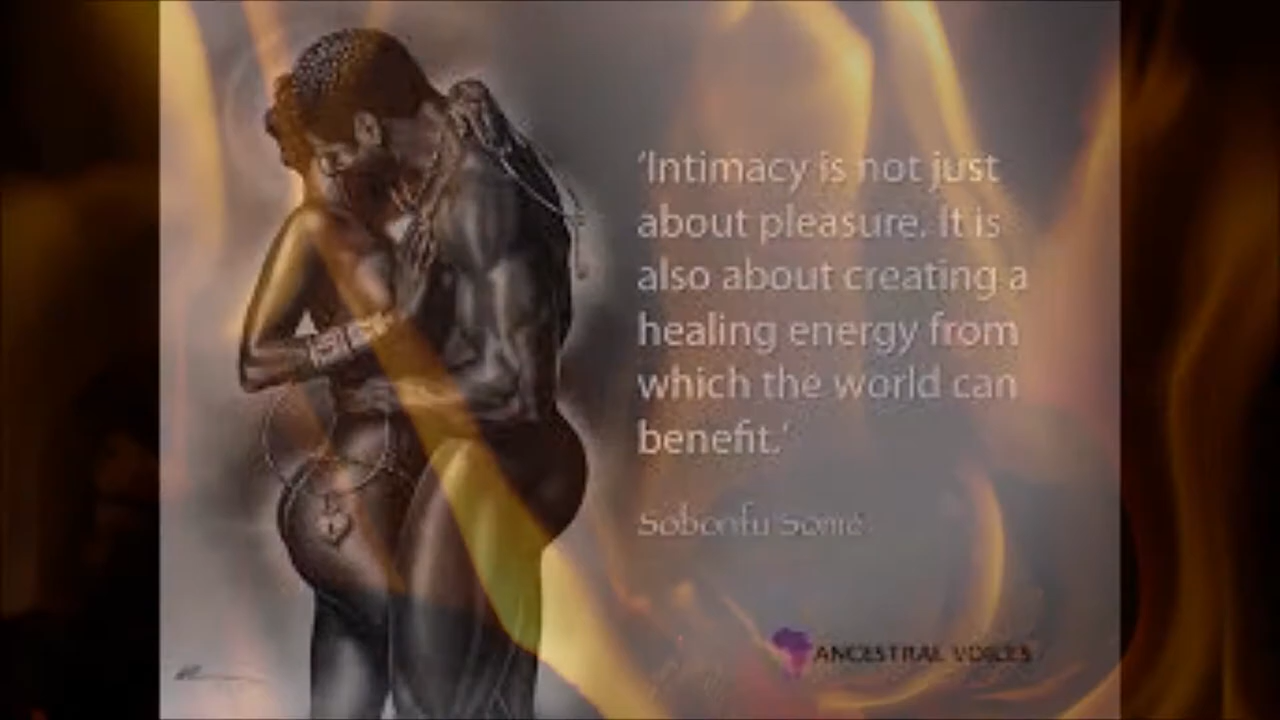 ‘Intimacy is not just
about pleasure. It is
also about creating a
healing energy from
which the world can
benefit.’
Sobonfu Somé
ANCESTRAL VOICES